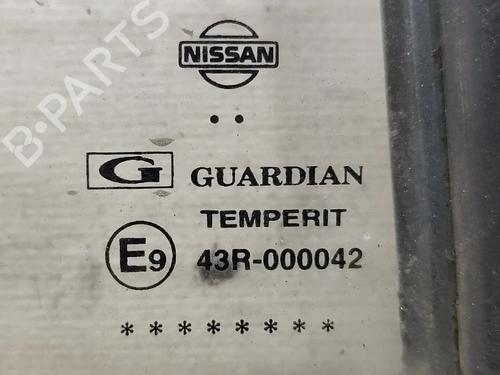 B-PARTS
NISSAN
G GUARDIAN
TEMPERIT
E9 43R-000042
* * * * * * * *